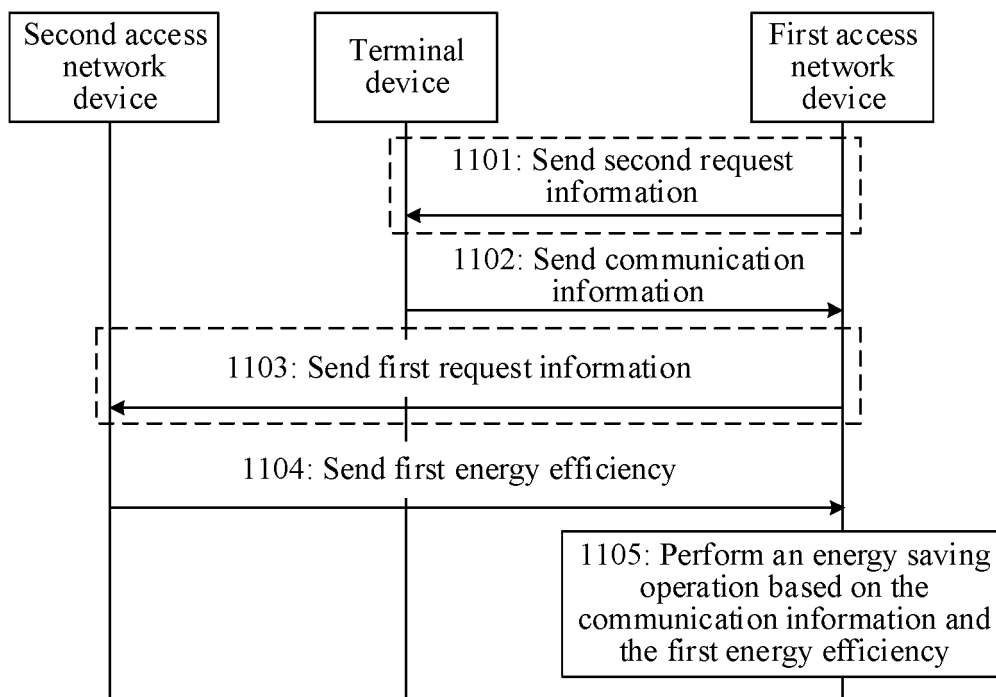 Second access
network
device
Terminal
device
First access
network
device
1101: Send second request
information
1102: Send communication
information
1103: Send first request information
1104: Send first energy efficiency
1105: Perform an energy saving
operation based on the
communication information and
the first energy efficiency